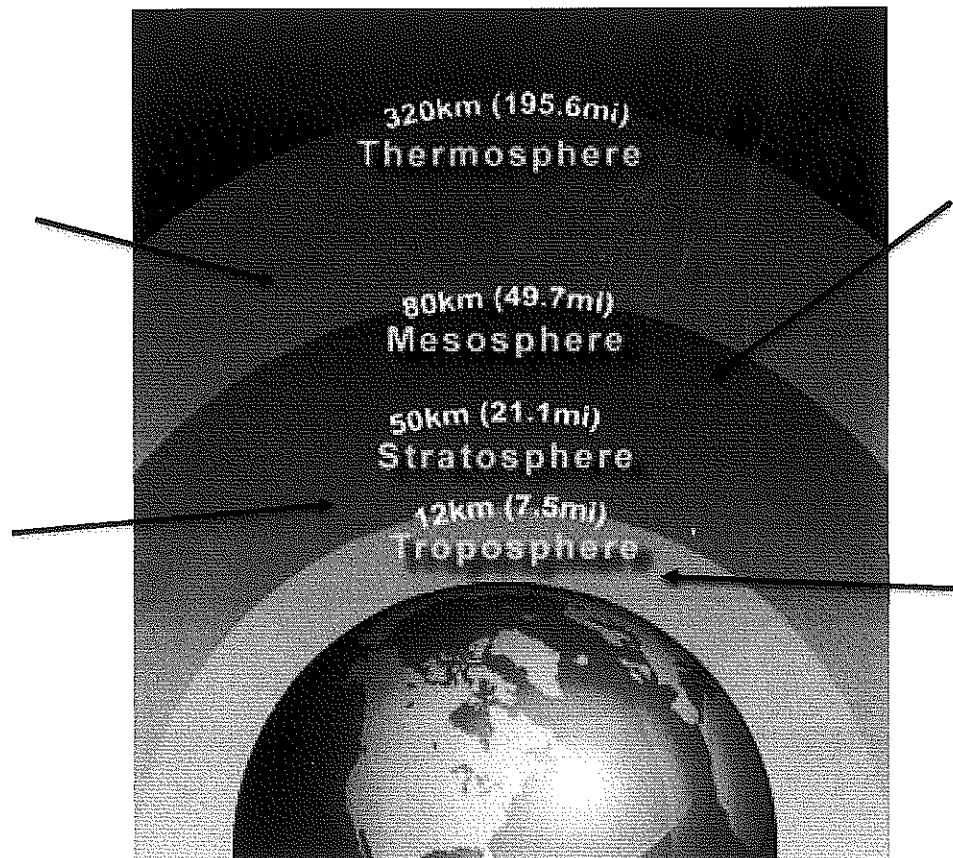 320km (195.6mi)
Thermosphere
80km (49.7mi)
Mesosphere
50km (21.1mi)
Stratosphere
12km (7.5mi)
Troposphere